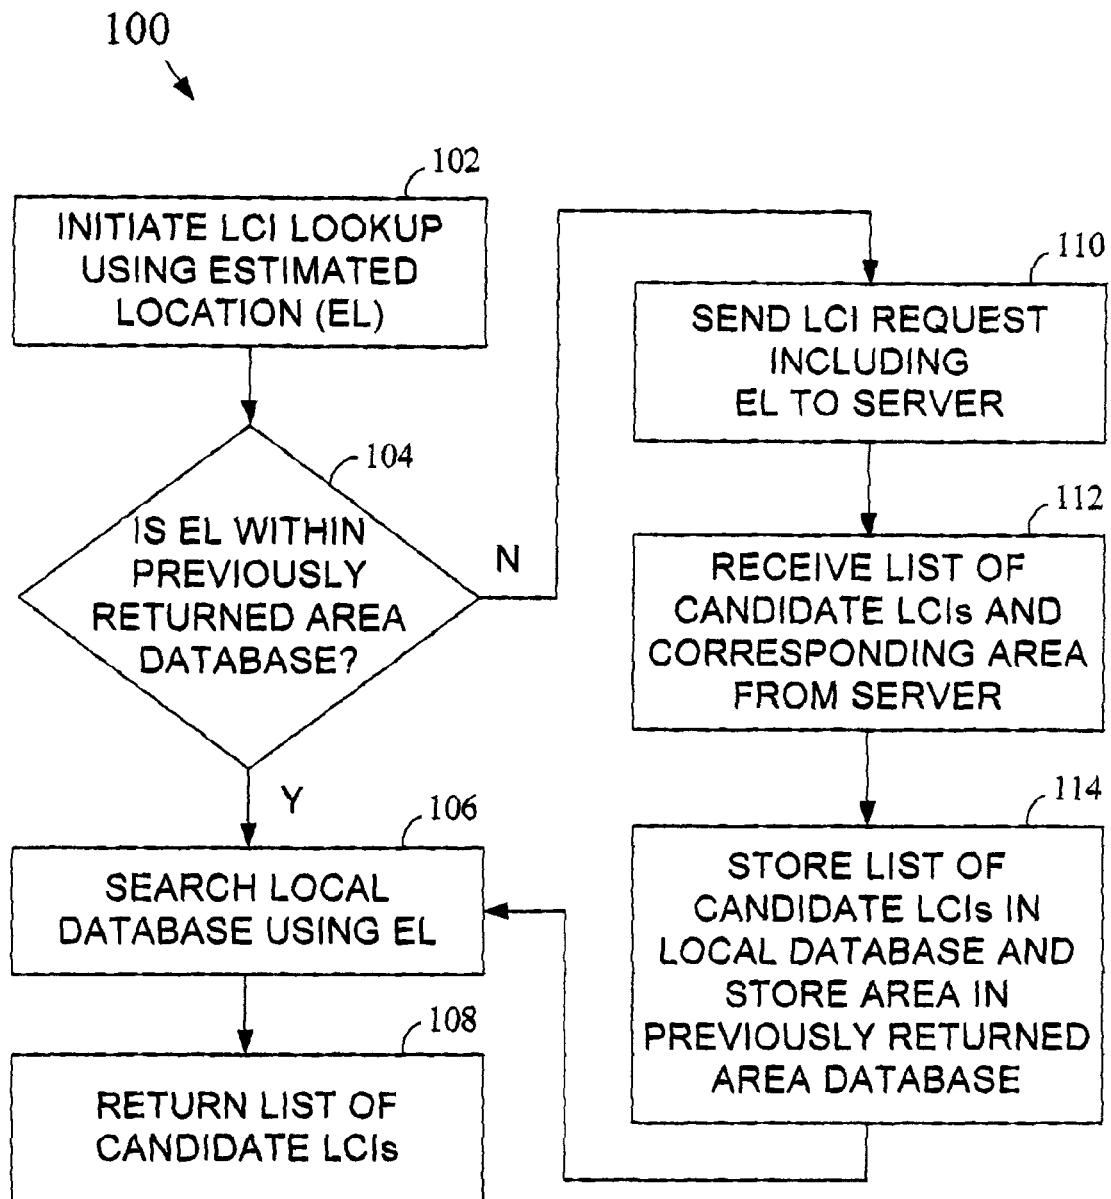 100
102
INITIATE LCI LOOKUP
USING ESTIMATED
LOCATION (EL)
104
IS EL WITHIN
PREVIOUSLY
RETURNED AREA
DATABASE?
N
Y
106
SEARCH LOCAL
DATABASE USING EL
108
RETURN LIST OF
CANDIDATE LCIs
110
SEND LCI REQUEST
INCLUDING
EL TO SERVER
112
RECEIVE LIST OF
CANDIDATE LCIs AND
CORRESPONDING AREA
FROM SERVER
114
STORE LIST OF
CANDIDATE LCIs IN
LOCAL DATABASE AND
STORE AREA IN
PREVIOUSLY RETURNED
AREA DATABASE